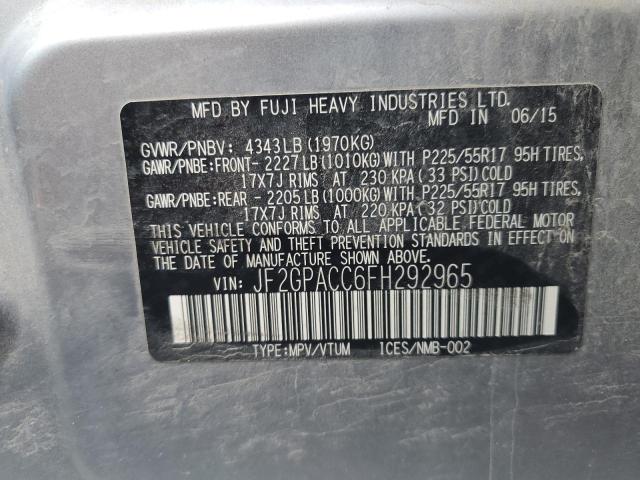 MFD BY FUJI HEAVY INDUSTRIES LTD.
MFD IN 06/15
GVWR/PNBV: 4343LB(1970KG)
GAWR/PNBE:FRONT-2227LB(1010KG)WITH P225/55R17 95H TIRES,
17X7J RIMS AT 230 KPA(33 PSI)COLD
GAWR/PNBE:REAR -2205LB(1000KG)WITH P225/55R17 95H TIRES,
17X7J RIMS AT 220 KPA(32 PSI)COLD
THIS VEHICLE CONFORMS TO ALL APPLICABLE FEDERAL MOTOR
VEHICLE SAFETY AND THEFT PREVENTION STANDARDS IN EFFECT ON
THE DATE OF MANUFACTURE SHOWN ABOVE.
VIN: JF2GPACC6FH292965
TYPE:MPV/VTUM ICES/NMB-002